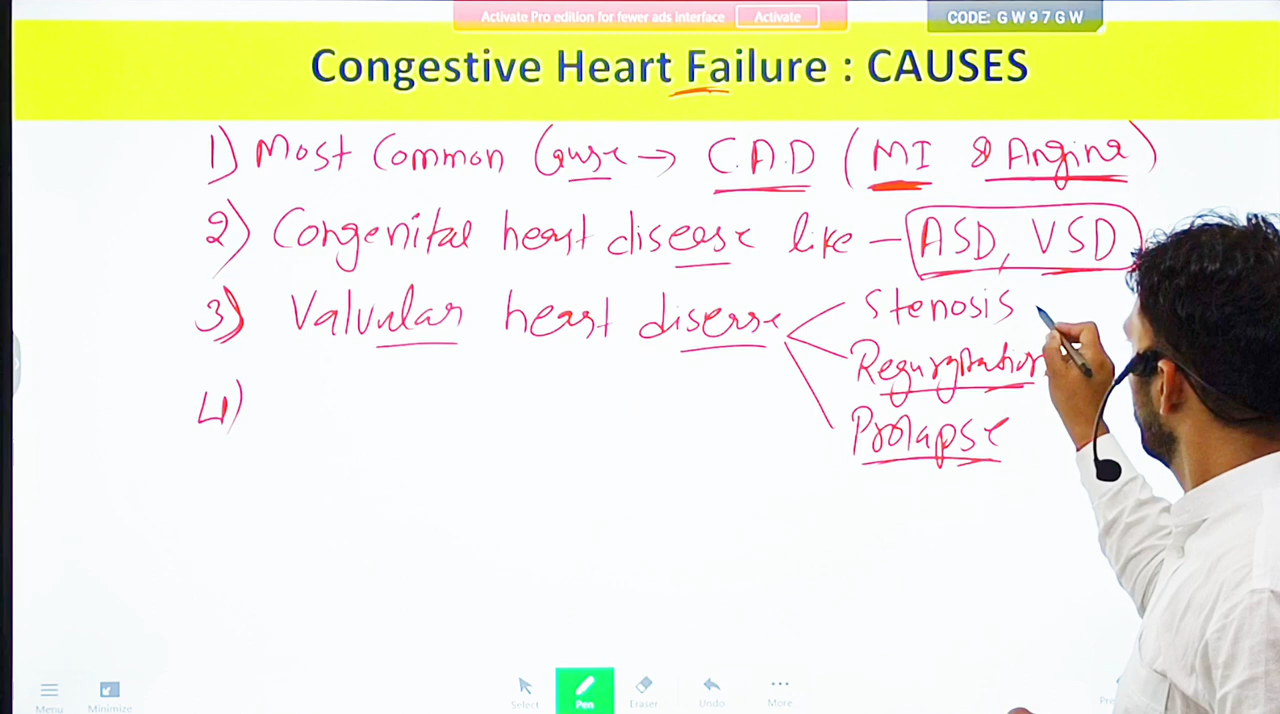 Activate Pro edition for fewer ads interface Activate
CODE: G W 9 7 G W
Congestive Heart Failure : CAUSES
1) Most Common Cause → C.A.D (MI & Angina)
2) Congenital heart disease like – ASD, VSD
3) Valvular heart disease
Stenosis
Regurgitation
Prolapse
4)
Menu
Minimize
Select
Pen
Eraser
Undo
More